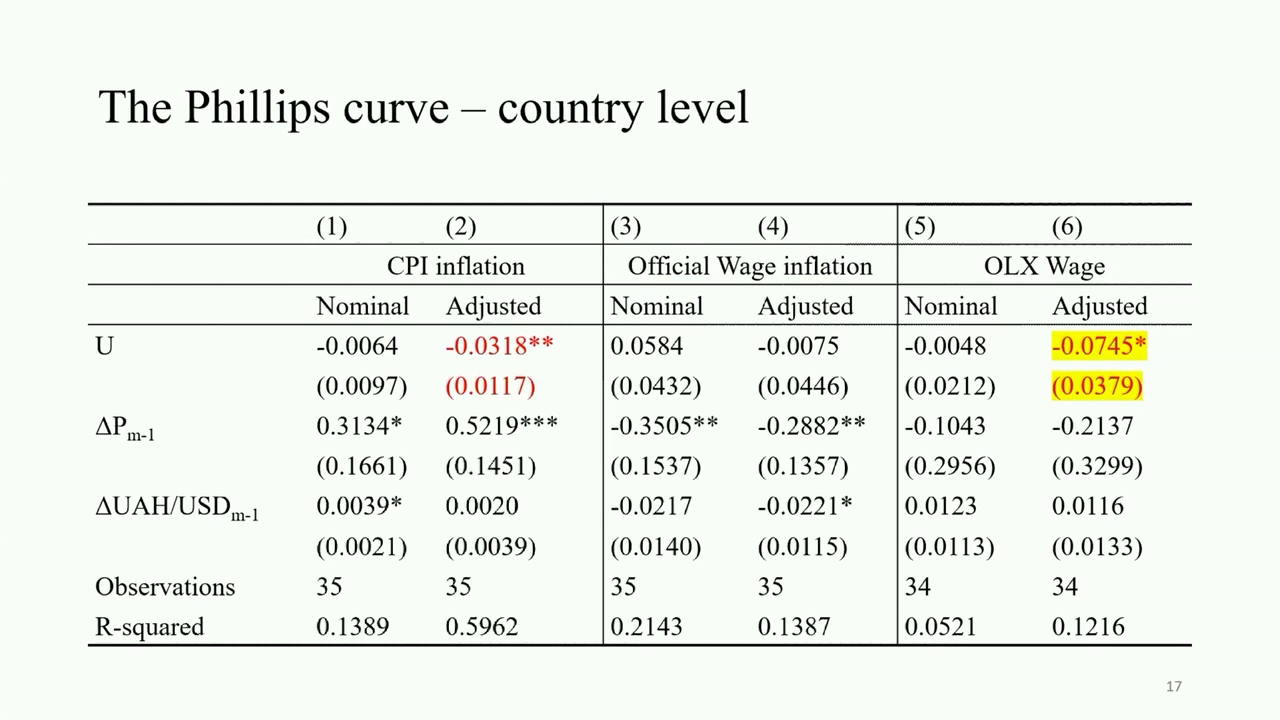 The Phillips curve – country level
(1) (2) (3) (4) (5) (6)
CPI inflation Official Wage inflation OLX Wage
Nominal Adjusted Nominal Adjusted Nominal Adjusted
U -0.0064 -0.0318** 0.0584 -0.0075 -0.0048 -0.0745*
(0.0097) (0.0117) (0.0432) (0.0446) (0.0212) (0.0379)
ΔPm-1 0.3134* 0.5219*** -0.3505** -0.2882** -0.1043 -0.2137
(0.1661) (0.1451) (0.1537) (0.1357) (0.2956) (0.3299)
ΔUAH/USDm-1 0.0039* 0.0020 -0.0217 -0.0221* 0.0123 0.0116
(0.0021) (0.0039) (0.0140) (0.0115) (0.0113) (0.0133)
Observations 35 35 35 35 34 34
R-squared 0.1389 0.5962 0.2143 0.1387 0.0521 0.1216
17